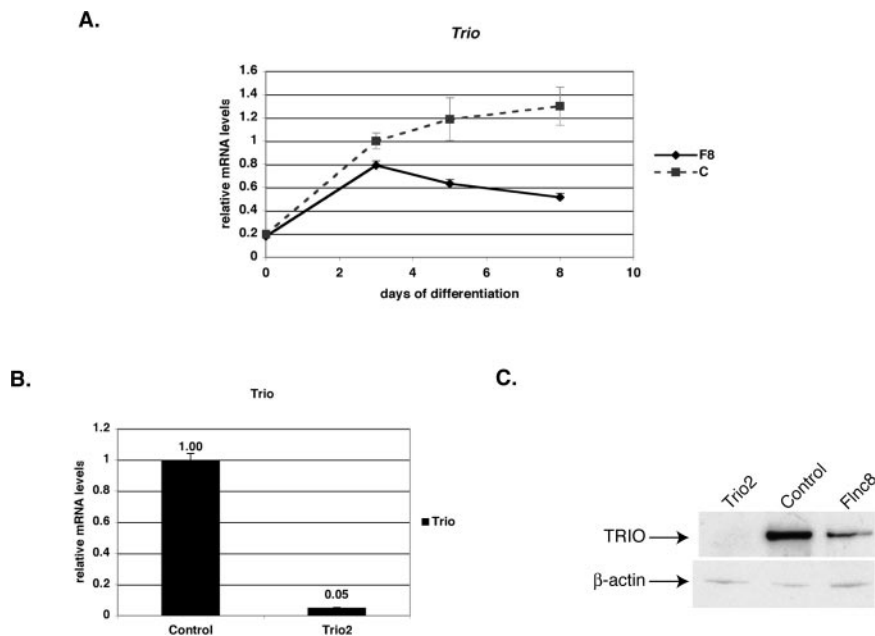 A.
Trio
relative mRNA levels
1.6
1.4
1.2
1
0.8
0.6
0.4
0.2
0
0 2 4 6 8 10
days of differentiation
F8
C
B.
Trio
relative mRNA levels
1.2
1
0.8
0.6
0.4
0.2
0
1.00
0.05
Control Trio2
Trio
C.
Trio2 Control Flnc8
TRIO
β-actin